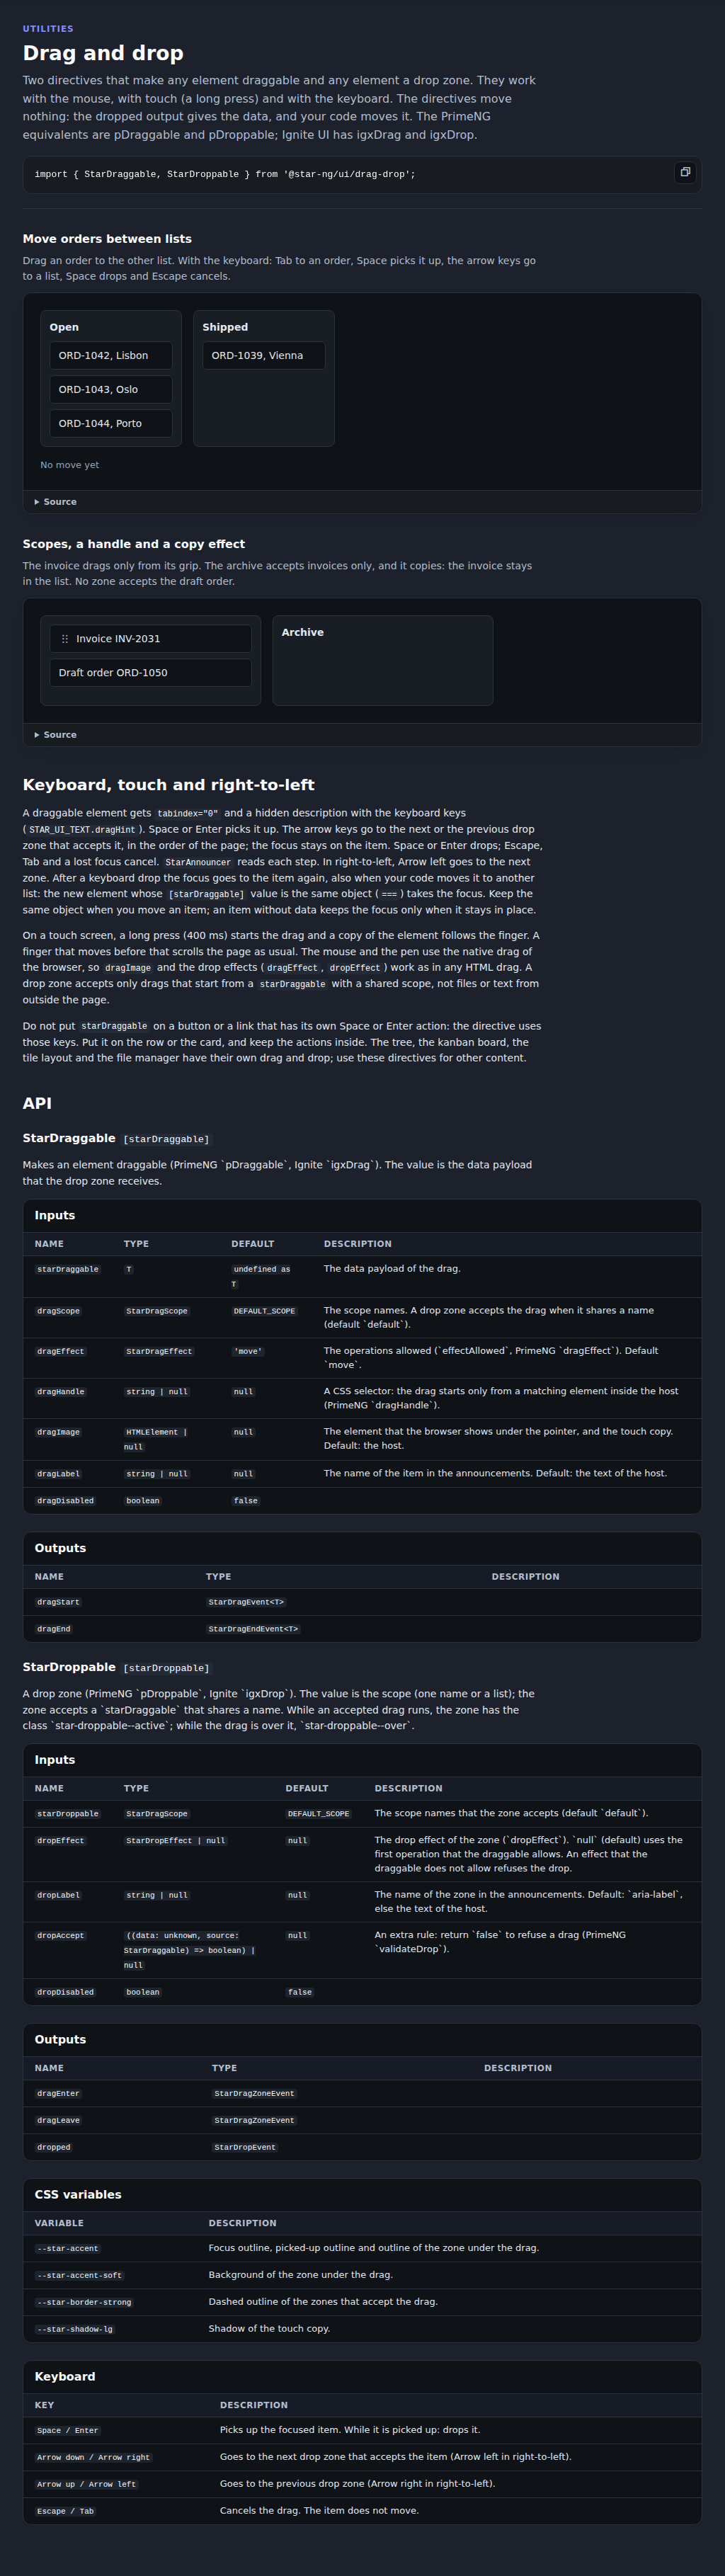 UTILITIES
Drag and drop
Two directives that make any element draggable and any element a drop zone. They work
with the mouse, with touch (a long press) and with the keyboard. The directives move
nothing: the dropped output gives the data, and your code moves it. The PrimeNG
equivalents are pDraggable and pDroppable; Ignite UI has igxDrag and igxDrop.
import { StarDraggable, StarDroppable } from '@star-ng/ui/drag-drop';
Move orders between lists
Drag an order to the other list. With the keyboard: Tab to an order, Space picks it up, the arrow keys go
to a list, Space drops and Escape cancels.
Open
ORD-1042, Lisbon
ORD-1043, Oslo
ORD-1044, Porto
Shipped
ORD-1039, Vienna
No move yet
Source
Scopes, a handle and a copy effect
The invoice drags only from its grip. The archive accepts invoices only, and it copies: the invoice stays
in the list. No zone accepts the draft order.
Invoice INV-2031
Draft order ORD-1050
Archive
Source
Keyboard, touch and right-to-left
A draggable element gets tabindex="0" and a hidden description with the keyboard keys
(STAR_UI_TEXT.dragHint). Space or Enter picks it up. The arrow keys go to the next or the previous drop
zone that accepts it, in the order of the page; the focus stays on the item. Space or Enter drops; Escape,
Tab and a lost focus cancel. StarAnnouncer reads each step. In right-to-left, Arrow left goes to the next
zone. After a keyboard drop the focus goes to the item again, also when your code moves it to another
list: the new element whose [starDraggable] value is the same object (===) takes the focus. Keep the
same object when you move an item; an item without data keeps the focus only when it stays in place.
On a touch screen, a long press (400 ms) starts the drag and a copy of the element follows the finger. A
finger that moves before that scrolls the page as usual. The mouse and the pen use the native drag of
the browser, so dragImage and the drop effects (dragEffect, dropEffect) work as in any HTML drag. A
drop zone accepts only drags that start from a starDraggable with a shared scope, not files or text from
outside the page.
Do not put starDraggable on a button or a link that has its own Space or Enter action: the directive uses
those keys. Put it on the row or the card, and keep the actions inside. The tree, the kanban board, the
tile layout and the file manager have their own drag and drop; use these directives for other content.
API
StarDraggable [starDraggable]
Makes an element draggable (PrimeNG `pDraggable`, Ignite `igxDrag`). The value is the data payload
that the drop zone receives.
Inputs
NAME TYPE DEFAULT DESCRIPTION
starDraggable T undefined as T The data payload of the drag.
dragScope StarDragScope DEFAULT_SCOPE The scope names. A drop zone accepts the drag when it shares a name
(default `default`).
dragEffect StarDragEffect 'move' The operations allowed (`effectAllowed`, PrimeNG `dragEffect`). Default
`move`.
dragHandle string | null null A CSS selector: the drag starts only from a matching element inside the host
(PrimeNG `dragHandle`).
dragImage HTMLElement | null null The element that the browser shows under the pointer, and the touch copy.
Default: the host.
dragLabel string | null null The name of the item in the announcements. Default: the text of the host.
dragDisabled boolean false
Outputs
NAME TYPE DESCRIPTION
dragStart StarDragEvent<T>
dragEnd StarDragEndEvent<T>
StarDroppable [starDroppable]
A drop zone (PrimeNG `pDroppable`, Ignite `igxDrop`). The value is the scope (one name or a list); the
zone accepts a `starDraggable` that shares a name. While an accepted drag runs, the zone has the
class `star-droppable--active`; while the drag is over it, `star-droppable--over`.
Inputs
NAME TYPE DEFAULT DESCRIPTION
starDroppable StarDragScope DEFAULT_SCOPE The scope names that the zone accepts (default `default`).
dropEffect StarDropEffect | null null The drop effect of the zone (`dropEffect`). `null` (default) uses the
first operation that the draggable allows. An effect that the
draggable does not allow refuses the drop.
dropLabel string | null null The name of the zone in the announcements. Default: `aria-label`,
else the text of the host.
dropAccept ((data: unknown, source: StarDraggable) => boolean) | null null An extra rule: return `false` to refuse a drag (PrimeNG
`validateDrop`).
dropDisabled boolean false
Outputs
NAME TYPE DESCRIPTION
dragEnter StarDragZoneEvent
dragLeave StarDragZoneEvent
dropped StarDropEvent
CSS variables
VARIABLE DESCRIPTION
--star-accent Focus outline, picked-up outline and outline of the zone under the drag.
--star-accent-soft Background of the zone under the drag.
--star-border-strong Dashed outline of the zones that accept the drag.
--star-shadow-lg Shadow of the touch copy.
Keyboard
KEY DESCRIPTION
Space / Enter Picks up the focused item. While it is picked up: drops it.
Arrow down / Arrow right Goes to the next drop zone that accepts the item (Arrow left in right-to-left).
Arrow up / Arrow left Goes to the previous drop zone (Arrow right in right-to-left).
Escape / Tab Cancels the drag. The item does not move.